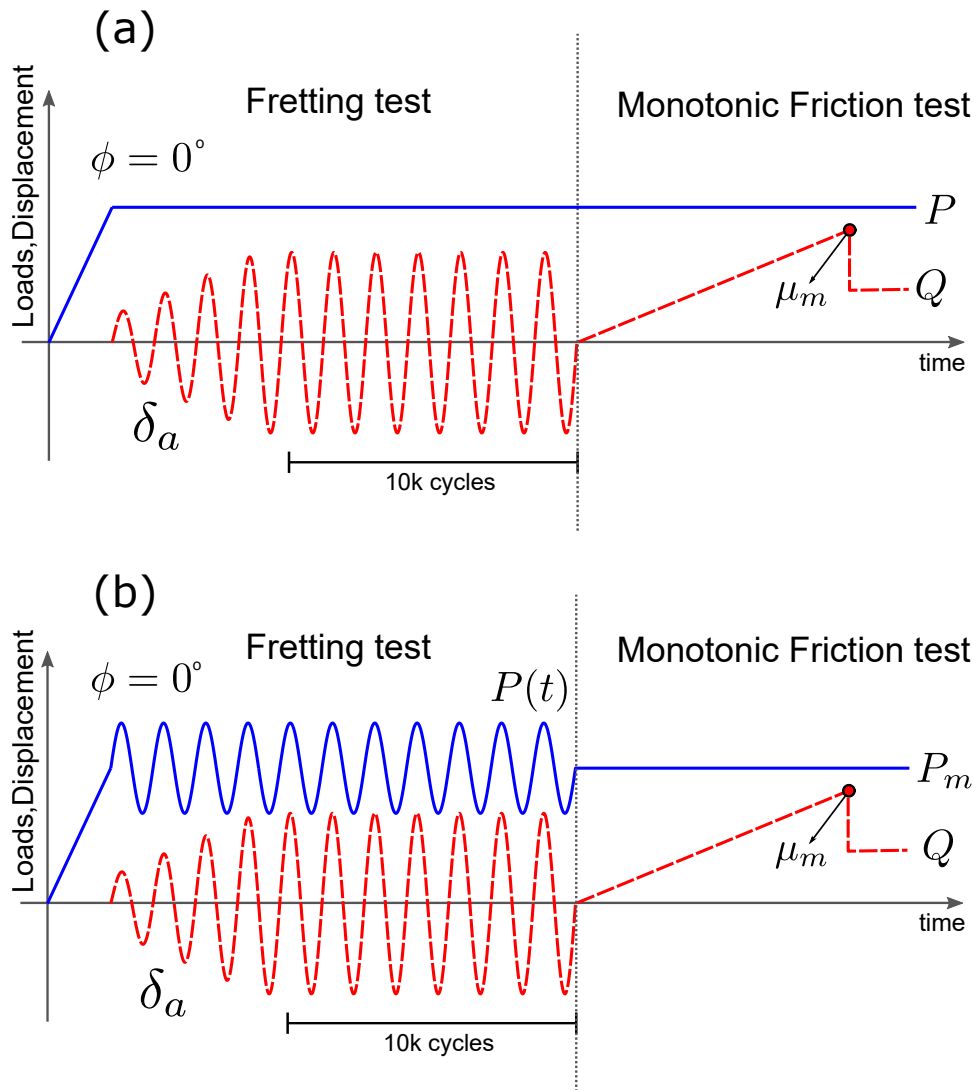 (a)
Fretting test
Monotonic Friction test
Loads,Displacement
ϕ = 0°
P
μm
Q
time
δa
10k cycles
(b)
Fretting test
Monotonic Friction test
Loads,Displacement
ϕ = 0°
P(t)
Pm
μm
Q
time
δa
10k cycles